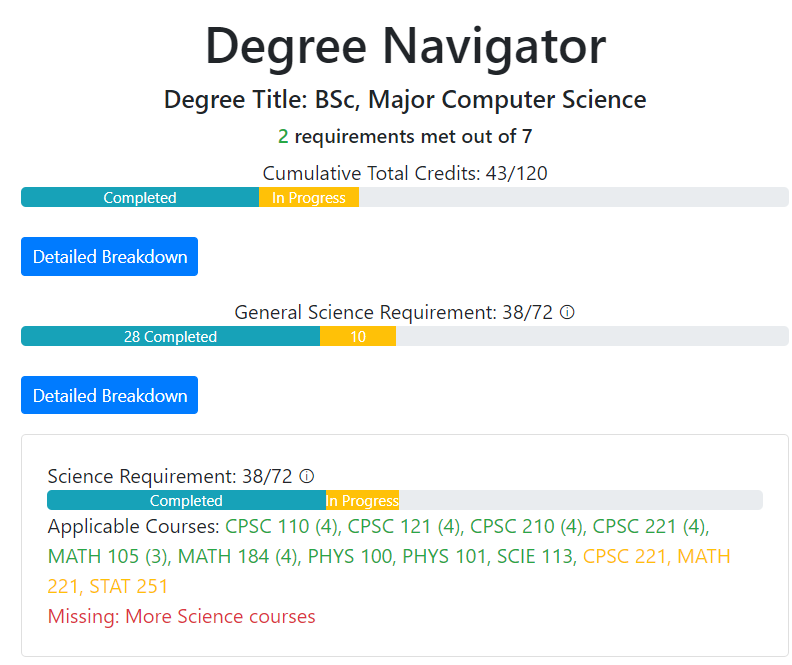 Degree Navigator
Degree Title: BSc, Major Computer Science
2 requirements met out of 7
Cumulative Total Credits: 43/120
Completed In Progress
Detailed Breakdown
General Science Requirement: 38/72 ⓘ
28 Completed 10
Detailed Breakdown
Science Requirement: 38/72 ⓘ
Completed In Progress
Applicable Courses: CPSC 110 (4), CPSC 121 (4), CPSC 210 (4), CPSC 221 (4),
MATH 105 (3), MATH 184 (4), PHYS 100, PHYS 101, SCIE 113, CPSC 221, MATH
221, STAT 251
Missing: More Science courses